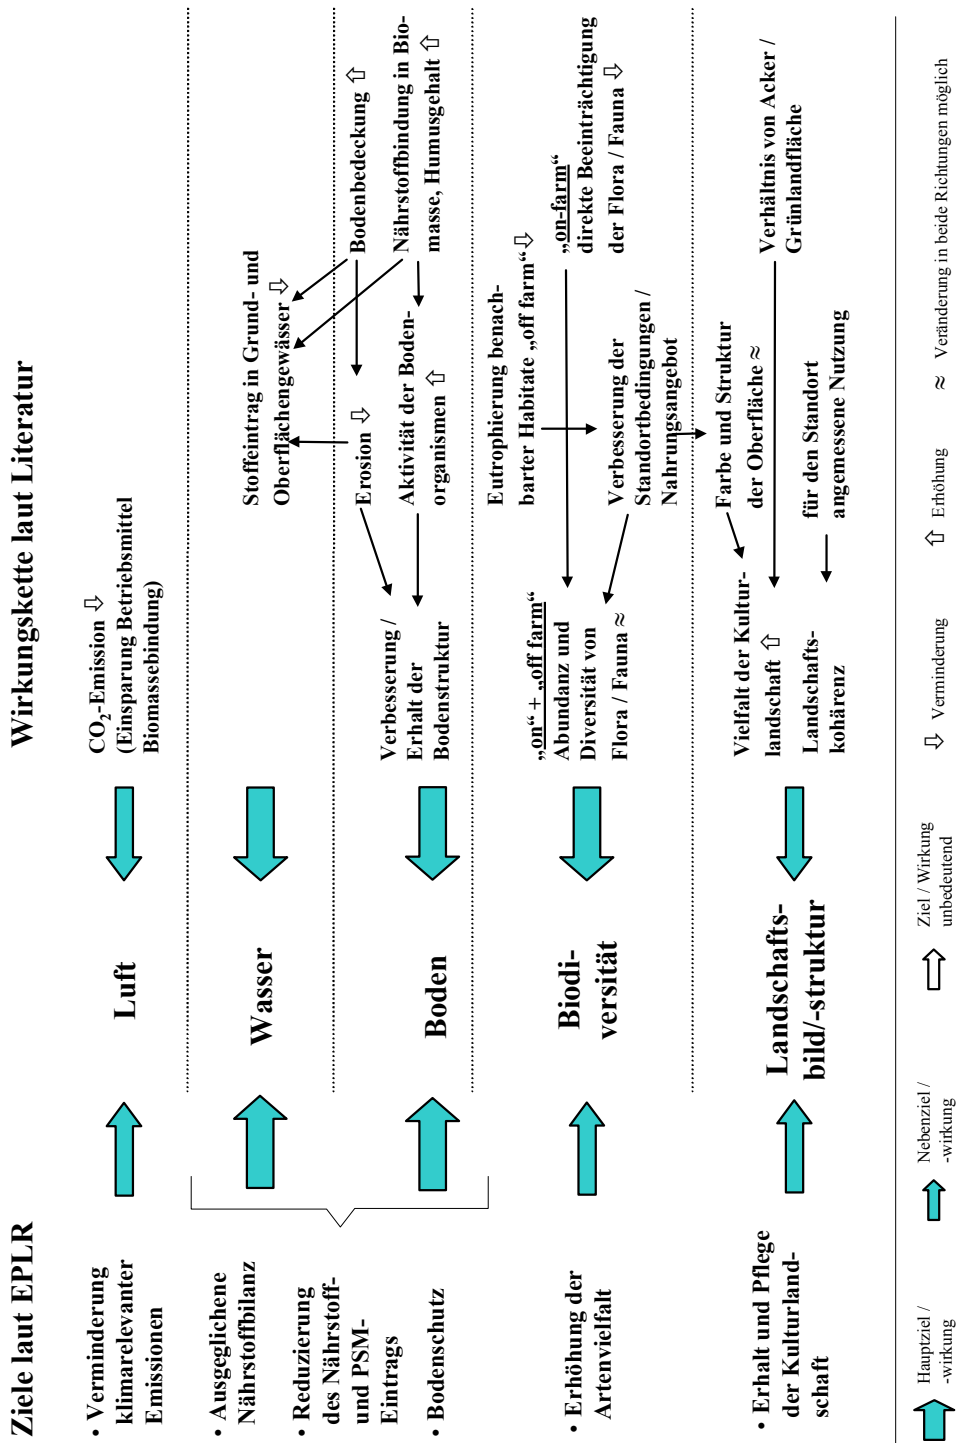 Ziele laut EPLR
Wirkungskette laut Literatur
• Verminderung
klimarelevanter
Emissionen
Luft
CO₂-Emission ⇩
(Einsparung Betriebsmittel
Biomassebindung)
• Ausgeglichene
Nährstoffbilanz
• Reduzierung
des Nährstoff-
und PSM-
Eintrags
• Bodenschutz
Wasser
Stoffeintrag in Grund- und
Oberflächengewässer ⇩
Boden
Verbesserung /
Erhalt der
Bodenstruktur
Erosion ⇩
Aktivität der Boden-
organismen ⇧
Bodenbedeckung ⇧
Nährstoffbindung in Bio-
masse, Humusgehalt ⇧
• Erhöhung der
Artenvielfalt
Biodi-
versität
„on“ + „off farm“
Abundanz und
Diversität von
Flora / Fauna ≈
Eutrophierung benach-
barter Habitate „off farm“ ⇩
Verbesserung der
Standortbedingungen /
Nahrungsangebot
„on-farm“
direkte Beeinträchtigung
der Flora / Fauna ⇩
• Erhalt und Pflege
der Kulturland-
schaft
Landschafts-
bild/-struktur
Vielfalt der Kultur-
landschaft ⇧
Landschafts-
kohärenz
Farbe und Struktur
der Oberfläche ≈
für den Standort
angemessene Nutzung
Verhältnis von Acker /
Grünlandfläche
Hauptziel /
-wirkung
Nebenziel /
-wirkung
Ziel / Wirkung
unbedeutend
⇩ Verminderung
⇧ Erhöhung
≈ Veränderung in beide Richtungen möglich